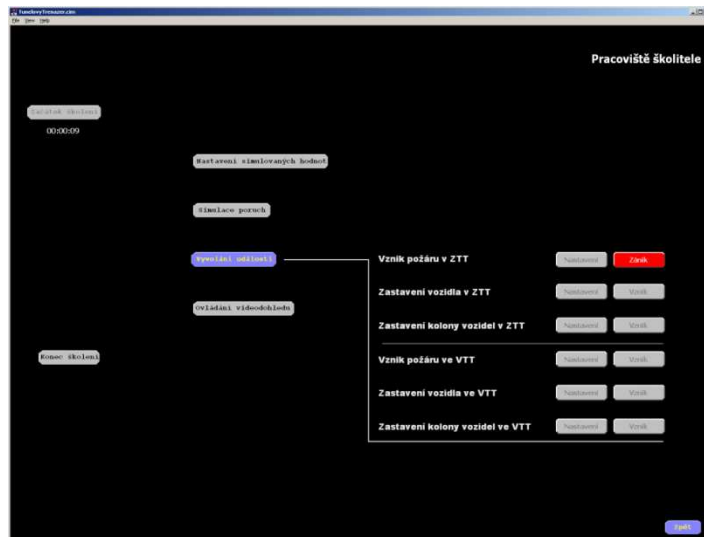 TunelovyTrenazer.cim
File View Help
Pracoviště školitele
Začátek školení
00:00:09
Nastavení simulovaných hodnot
Simulace poruch
Vyvolání událostí
Vznik požáru v ZTT Nastavení Zánik
Zastavení vozidla v ZTT Nastavení Vznik
Ovládání videodohledu
Zastavení kolony vozidel v ZTT Nastavení Vznik
Konec školení
Vznik požáru ve VTT Nastavení Vznik
Zastavení vozidla ve VTT Nastavení Vznik
Zastavení kolony vozidel ve VTT Nastavení Vznik
Zpět